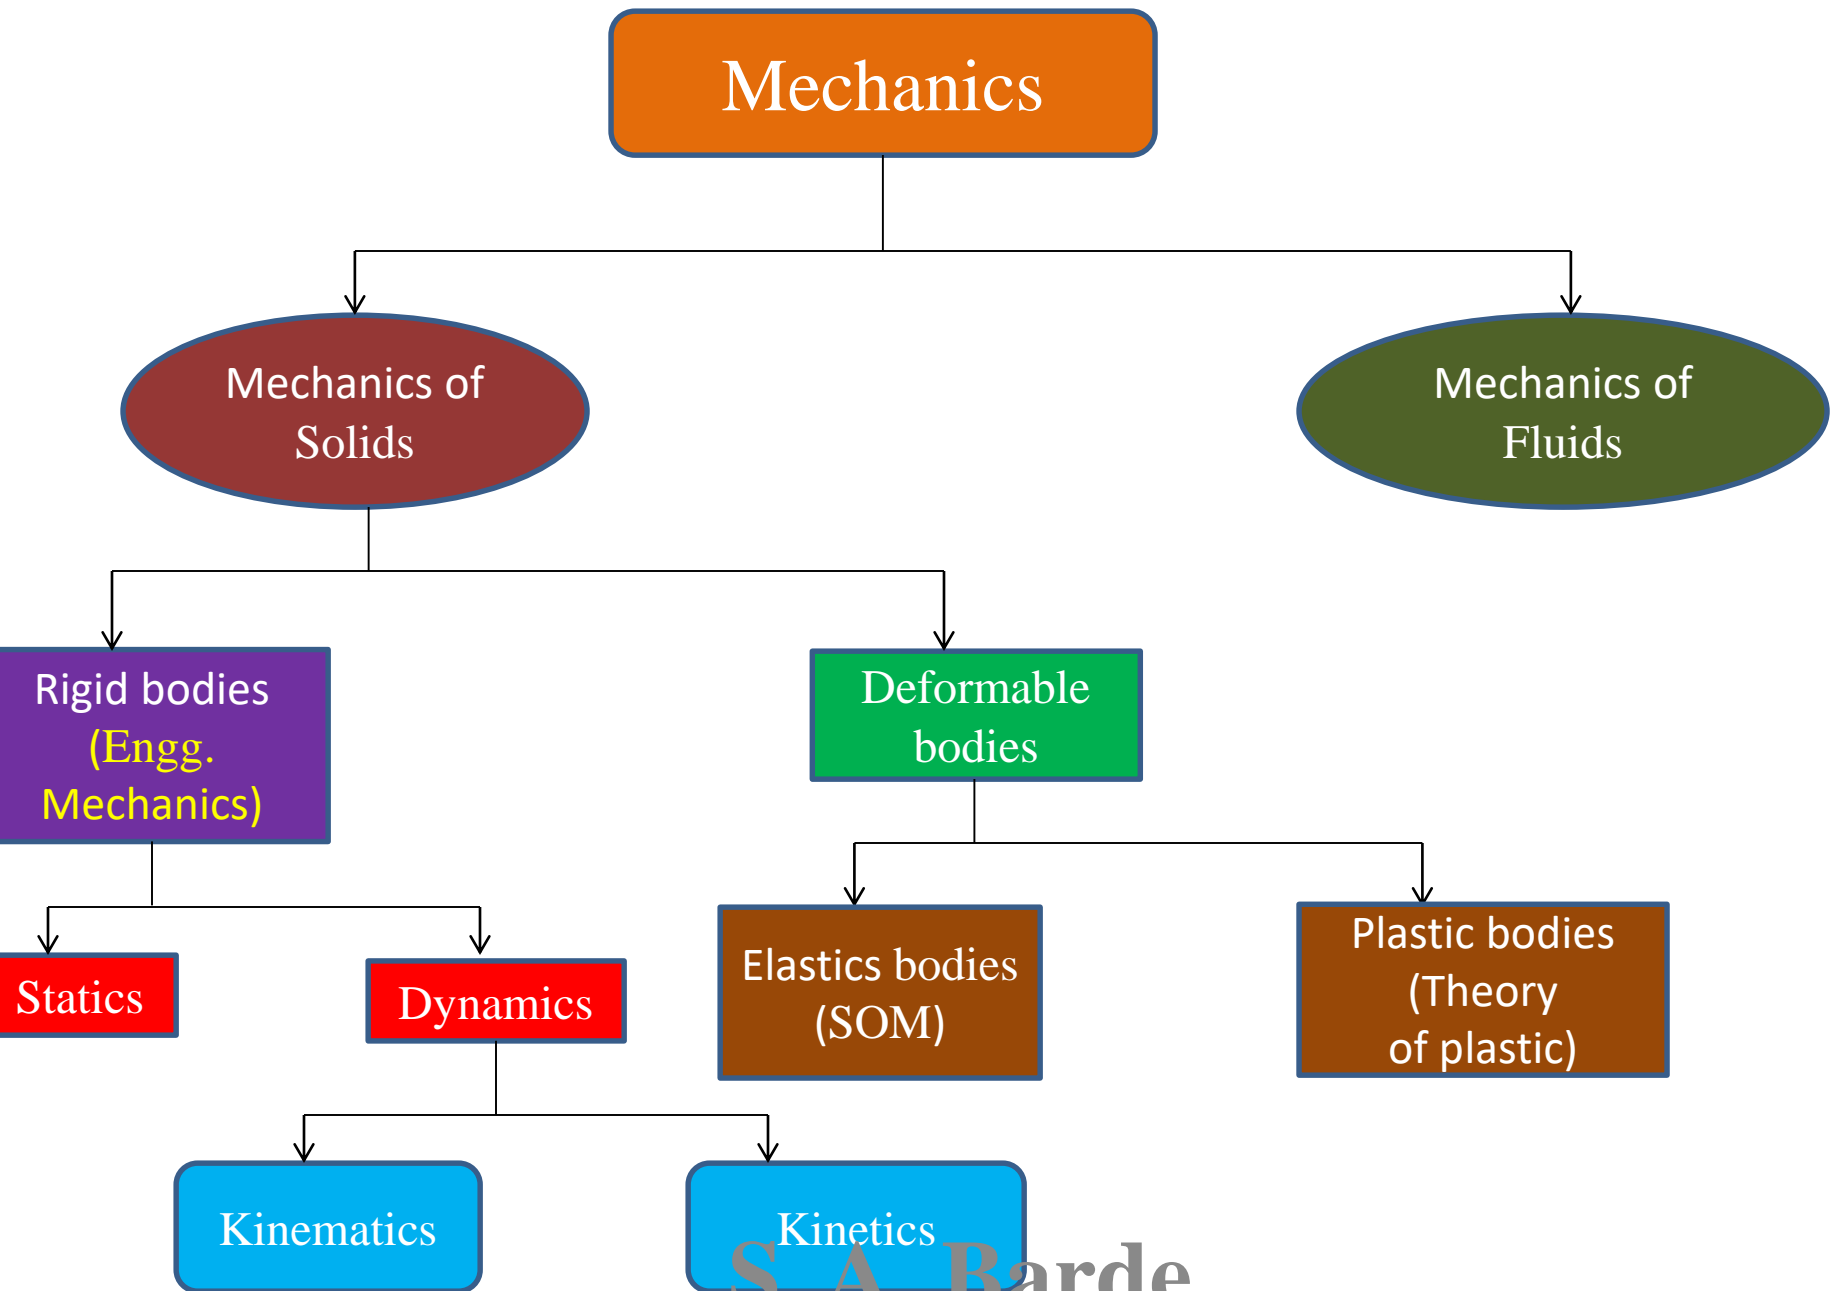 Mechanics
Mechanics of
Solids
Mechanics of
Fluids
Rigid bodies
(Engg.
Mechanics)
Deformable
bodies
Statics
Dynamics
Elastics bodies
(SOM)
Plastic bodies
(Theory
of plastic)
Kinematics
Kinetics
S A Barde